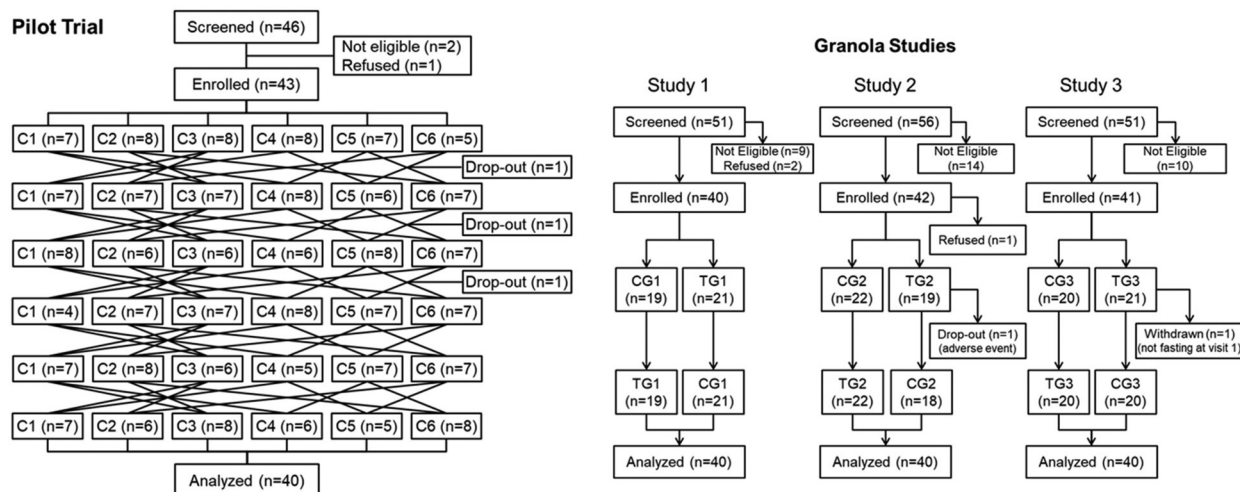 Pilot Trial
Screened (n=46)
Not eligible (n=2)
Refused (n=1)
Enrolled (n=43)
C1 (n=7) C2 (n=8) C3 (n=8) C4 (n=8) C5 (n=7) C6 (n=5)
Drop-out (n=1)
C1 (n=7) C2 (n=7) C3 (n=7) C4 (n=8) C5 (n=6) C6 (n=7)
Drop-out (n=1)
C1 (n=8) C2 (n=6) C3 (n=6) C4 (n=6) C5 (n=8) C6 (n=7)
Drop-out (n=1)
C1 (n=4) C2 (n=7) C3 (n=7) C4 (n=8) C5 (n=7) C6 (n=7)
C1 (n=7) C2 (n=8) C3 (n=6) C4 (n=5) C5 (n=7) C6 (n=7)
C1 (n=7) C2 (n=6) C3 (n=8) C4 (n=6) C5 (n=5) C6 (n=8)
Analyzed (n=40)
Granola Studies
Study 1
Screened (n=51)
Not Eligible (n=9)
Refused (n=2)
Enrolled (n=40)
CG1
(n=19)
TG1
(n=21)
TG1
(n=19)
CG1
(n=21)
Analyzed (n=40)
Study 2
Screened (n=56)
Not Eligible
(n=14)
Enrolled (n=42)
Refused (n=1)
CG2
(n=22)
TG2
(n=19)
Drop-out (n=1)
(adverse event)
TG2
(n=22)
CG2
(n=18)
Analyzed (n=40)
Study 3
Screened (n=51)
Not Eligible
(n=10)
Enrolled (n=41)
CG3
(n=20)
TG3
(n=21)
Withdrawn (n=1)
(not fasting at visit 1)
TG3
(n=20)
CG3
(n=20)
Analyzed (n=40)